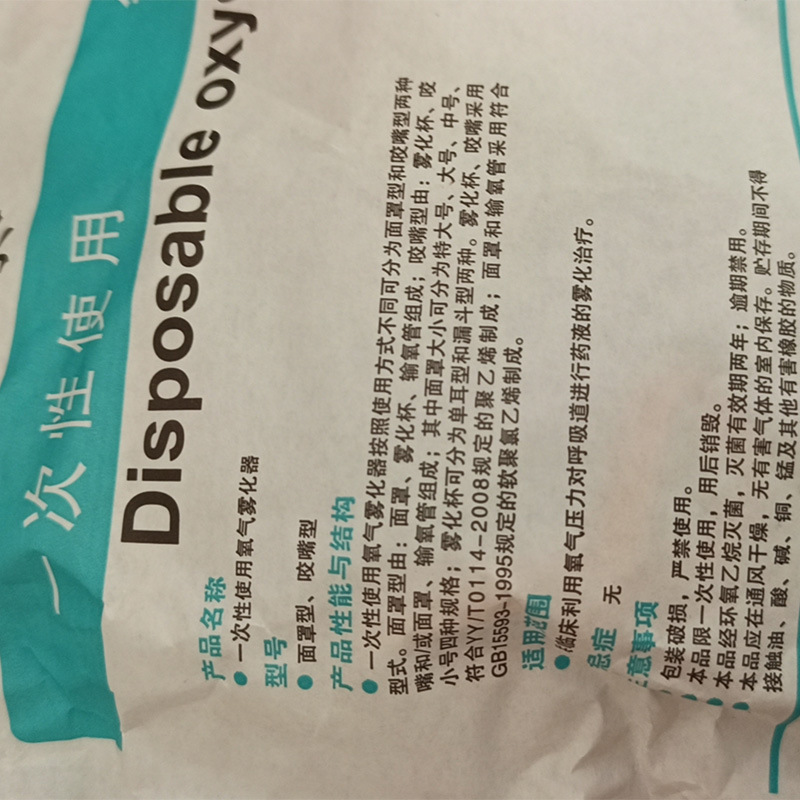 一次性使用
Disposable oxy
产品名称
● 一次性使用氧气雾化器
型号
● 面罩型、咬嘴型
产品性能与结构
● 一次性使用氧气雾化器按照使用方式不同可分为面罩型和咬嘴型两种
型式。面罩型由：面罩、雾化杯、输氧管组成；咬嘴型由：雾化杯、咬
嘴和/或面罩、输氧管组成；其中面罩大小可分为特大号、大号、中号、
小号四种规格；雾化杯可分为单耳型和漏斗型两种。雾化杯、咬嘴采用
符合YY/T0114-2008规定的聚乙烯制成；面罩和输氧管采用符合
GB15593-1995规定的软聚氯乙烯制成。
适用范围
● 临床利用氧气压力对呼吸道进行药液的雾化治疗。
忌症 无
意事项
包装破损，严禁使用。
本品限一次性使用，用后销毁。
● 本品经环氧乙烷灭菌，灭菌有效期两年；逾期禁用。
● 本品应在通风干燥，无有害气体的室内保存。贮存期间不得
接触油、酸、碱、铜、锰及其他有害橡胶的物质。